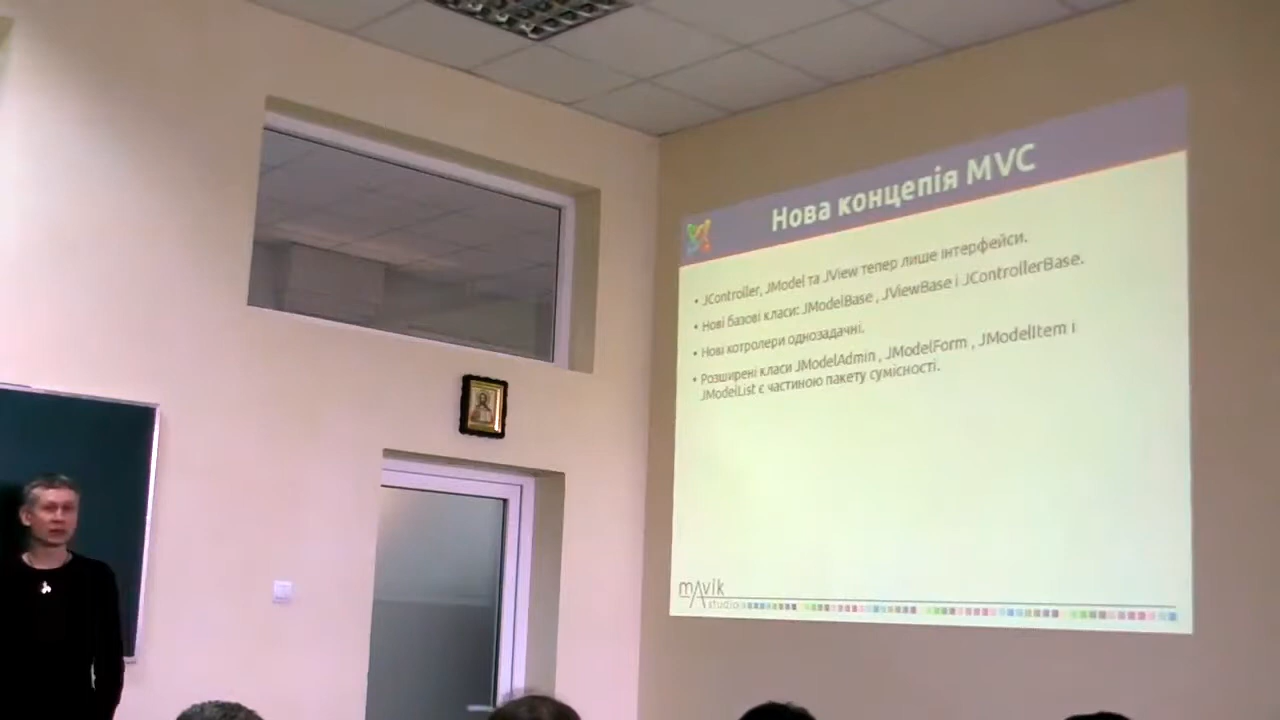 Нова концепія MVC
• JController, JModel та JView тепер лише інтерфейси.
• Нові базові класи: JModelBase , JViewBase і JControllerBase.
• Нові котролери однозадачні.
• Розширені класи JModelAdmin , JModelForm , JModelItem і
JModelList є частиною пакету сумісності.
mavik
studio